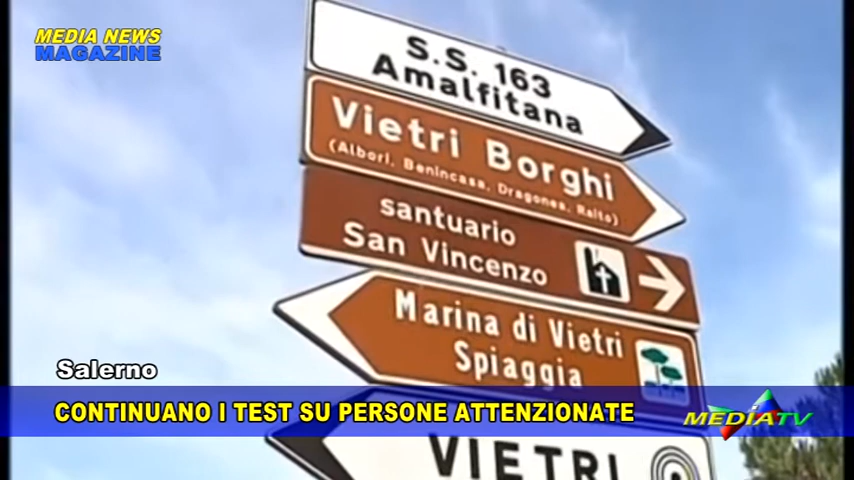 MEDIA NEWS
MAGAZINE
S.S. 163
Amalfitana
Vietri Borghi
(Albori, Benincasa, Dragonea, Raito)
santuario
San Vincenzo
Marina di Vietri
Spiaggia
Salerno
CONTINUANO I TEST SU PERSONE ATTENZIONATE
MEDIATV
VIETRI